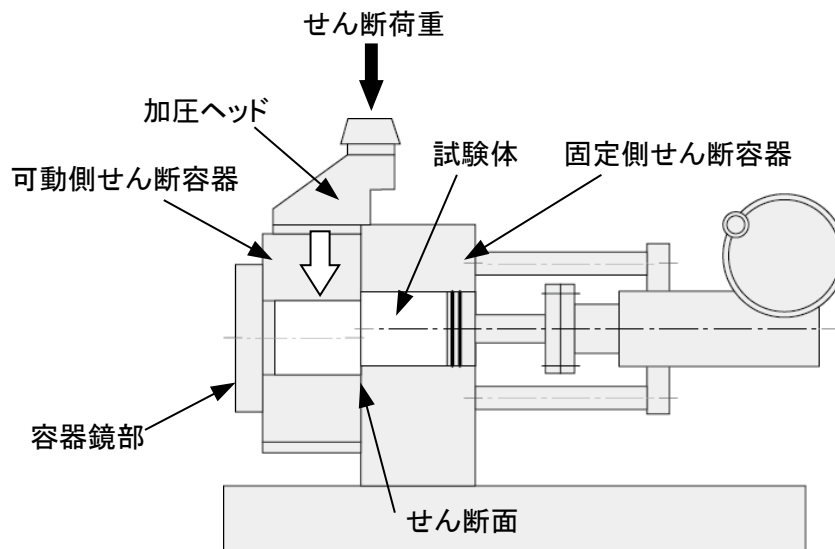 せん断荷重
加圧ヘッド
試験体
固定側せん断容器
可動側せん断容器
容器鏡部
せん断面